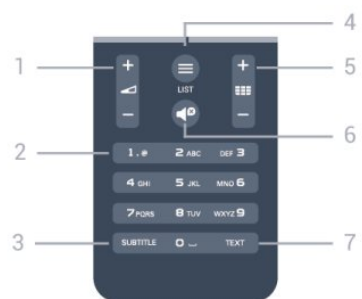 4
1 + + 5
LIST
- - 6
2 1.@ 2 ABC DEF 3
4 GHI 5 JKL MNO 6
7 PQRS 8 TUV WXYZ 9
3 SUBTITLE 0 ⎵ TEXT 7